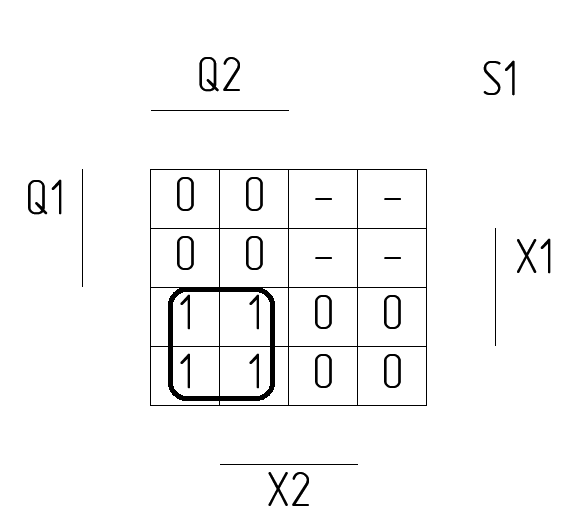 Q2 S1
Q1
0 0 – –
0 0 – –
X1
1 1 0 0
1 1 0 0
X2